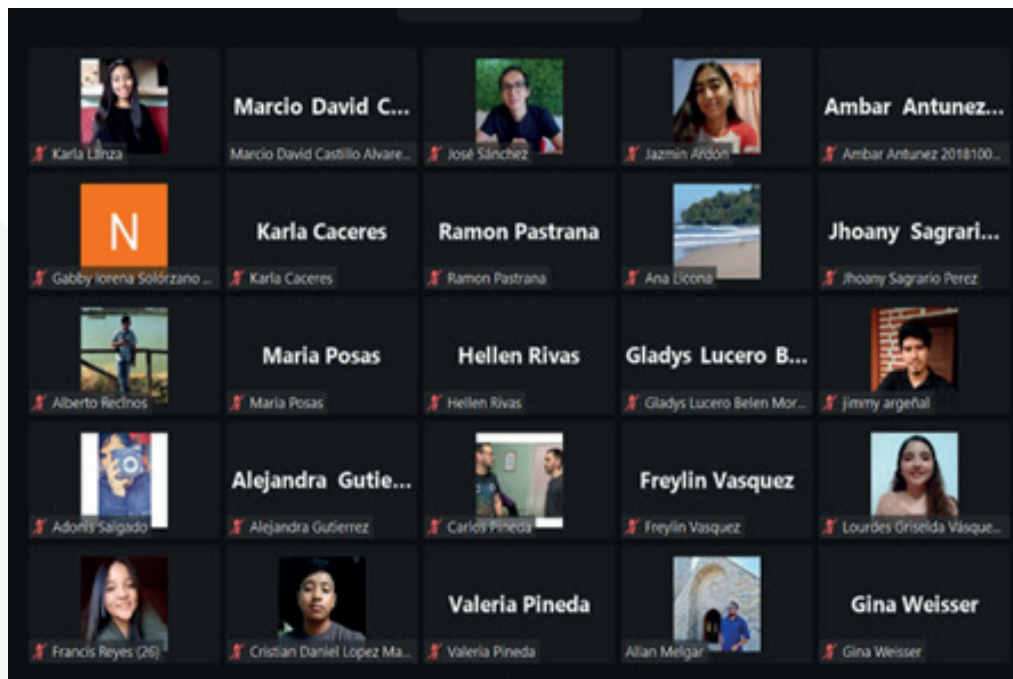 Karla Lanza
Marcio David C...
Marcio David Castillo Alvare...
José Sánchez
Jazmin Ardón
Ambar Antunez...
Ambar Antunez 2018100...
N
Gabby lorena Solórzano ...
Karla Caceres
Karla Caceres
Ramon Pastrana
Ramon Pastrana
Ana Licona
Jhoany Sagrari...
Jhoany Sagrario Perez
Alberto Recinos
Maria Posas
Maria Posas
Hellen Rivas
Hellen Rivas
Gladys Lucero B...
Gladys Lucero Belen Mor...
jimmy argeñal
Adonis Salgado
Alejandra Gutie...
Alejandra Gutierrez
Carlos Pineda
Freylin Vasquez
Freylin Vasquez
Lourdes Griselda Vásque...
Francis Reyes (26)
Cristian Daniel Lopez Ma...
Valeria Pineda
Valeria Pineda
Allan Melgar
Gina Weisser
Gina Weisser